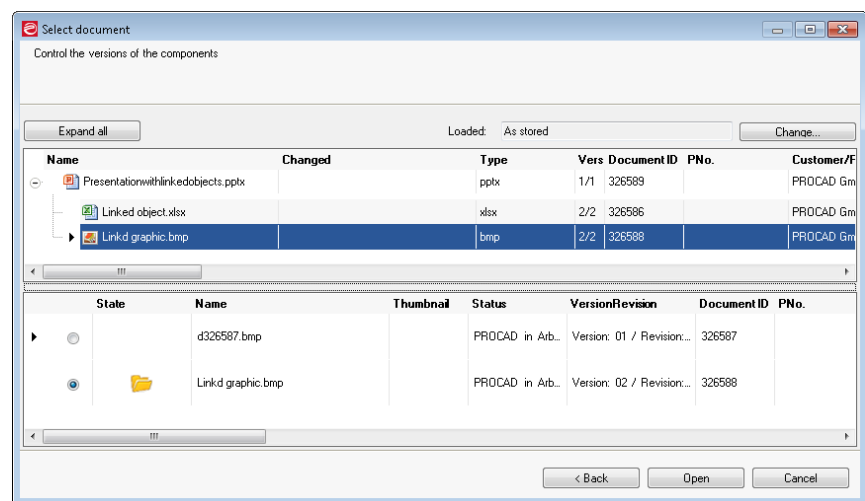 Select document
Control the versions of the components
Expand all Loaded: As stored Change...
Name Changed Type Vers Document ID PNo. Customer/F
Presentationwithlinkedobjects.pptx pptx 1/1 326589 PROCAD Gm
Linked object.xlsx xlsx 2/2 326586 PROCAD Gm
Linkd graphic.bmp bmp 2/2 326588 PROCAD Gm
State Name Thumbnail Status VersionRevision Document ID PNo.
d326587.bmp PROCAD in Arb... Version: 01 / Revision:... 326587
Linkd graphic.bmp PROCAD in Arb... Version: 02 / Revision:... 326588
< Back Open Cancel